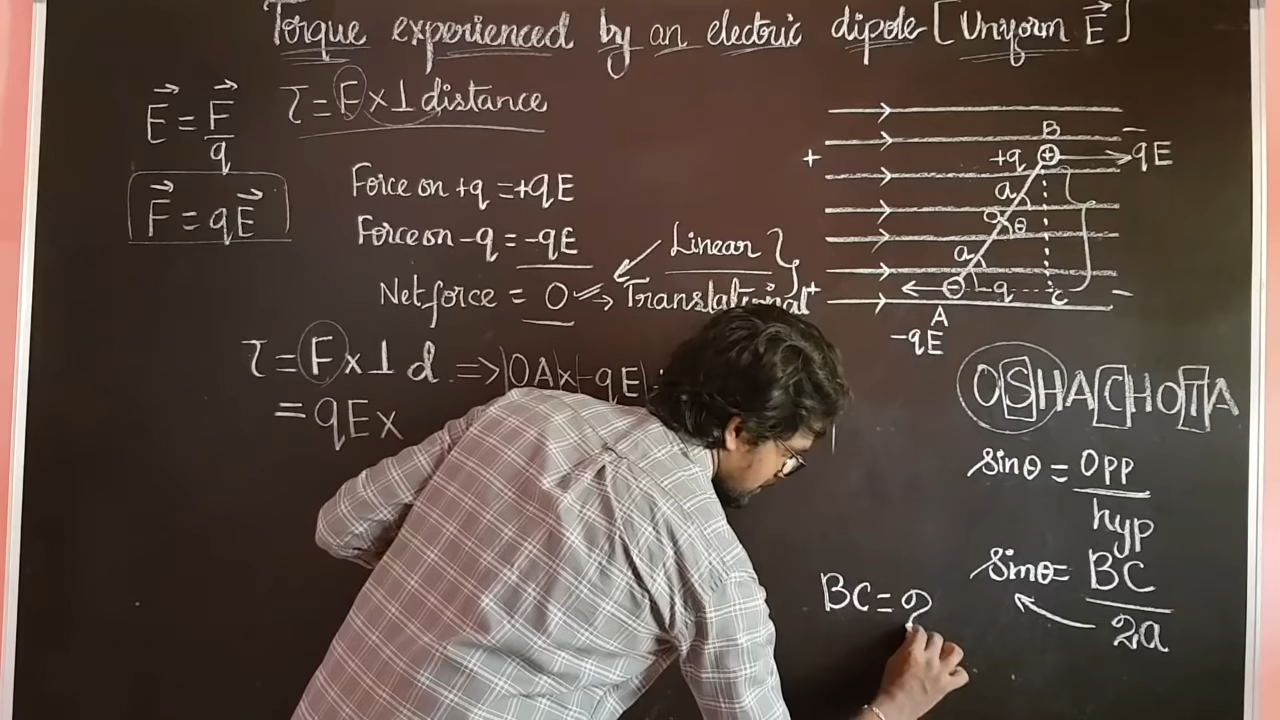 Torque experienced by an electric dipole [Uniform E⃗]
E⃗ = F⃗/q
τ = F × ⊥ distance
F⃗ = qE⃗
Force on +q = +qE
Force on -q = -qE
Net force = 0 → Translational
Linear
τ = F × ⊥ d ⇒ |OA × -qE|
= qE ×
B
+q
+
qE
-
+
a
O
θ
a
-
q
C
+
-
A
-qE
OSHACHOTA
Sinθ = Opp/hyp
Sinθ = BC/2a
BC = 2